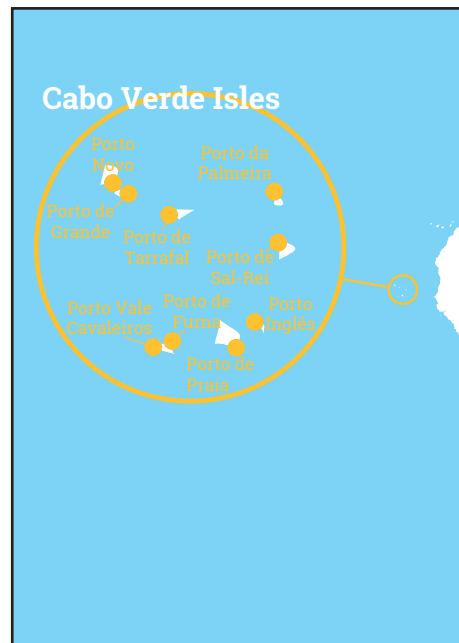 Cabo Verde Isles
Porto
Novo
Porto da
Palmeira
Porto de
Grande
Porto de
Tarrafal
Porto de
Sal-Rei
Porto Vale
Cavaleiros
Porto de
Furna
Porto
Inglês
Porto de
Praia